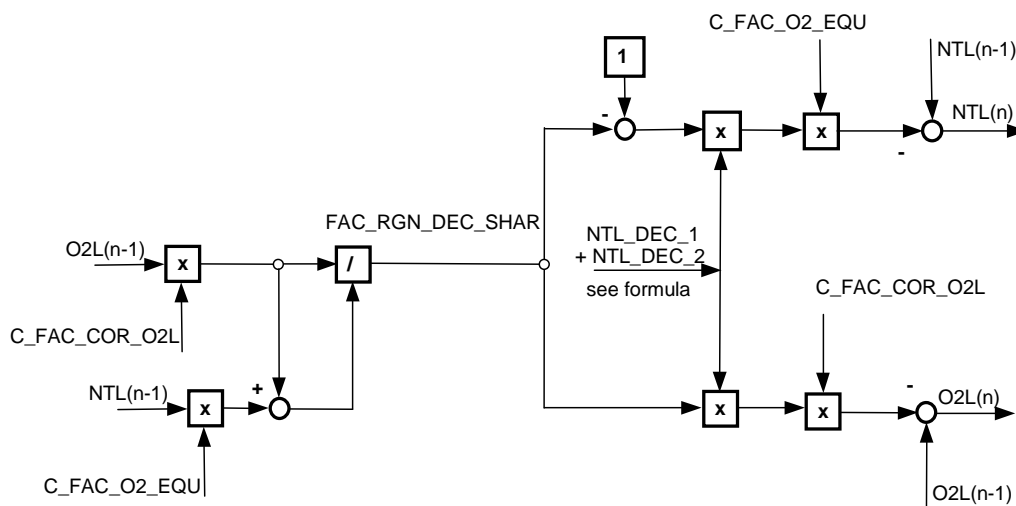 C_FAC_O2_EQU
NTL(n-1)
1
-
NTL(n)
x
x
-
FAC_RGN_DEC_SHAR
NTL_DEC_1
+ NTL_DEC_2
see formula
O2L(n-1)
x
/
C_FAC_COR_O2L
C_FAC_COR_O2L
NTL(n-1)
+
x
x
x
-
O2L(n)
C_FAC_O2_EQU
O2L(n-1)